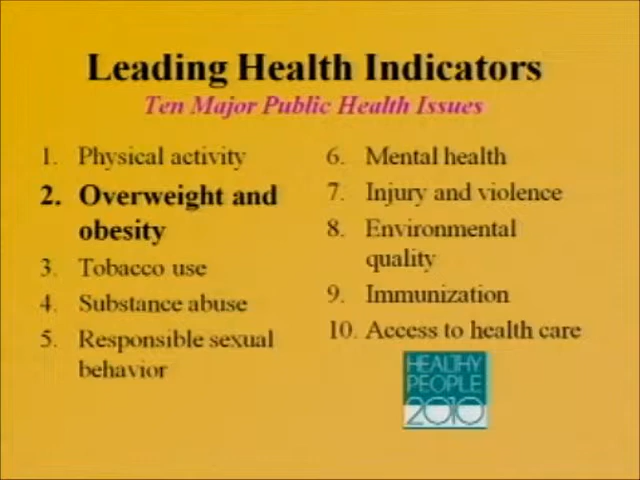 Leading Health Indicators
Ten Major Public Health Issues
1. Physical activity
2. Overweight and
obesity
3. Tobacco use
4. Substance abuse
5. Responsible sexual
behavior
6. Mental health
7. Injury and violence
8. Environmental
quality
9. Immunization
10. Access to health care
HEALTHY
PEOPLE
2010